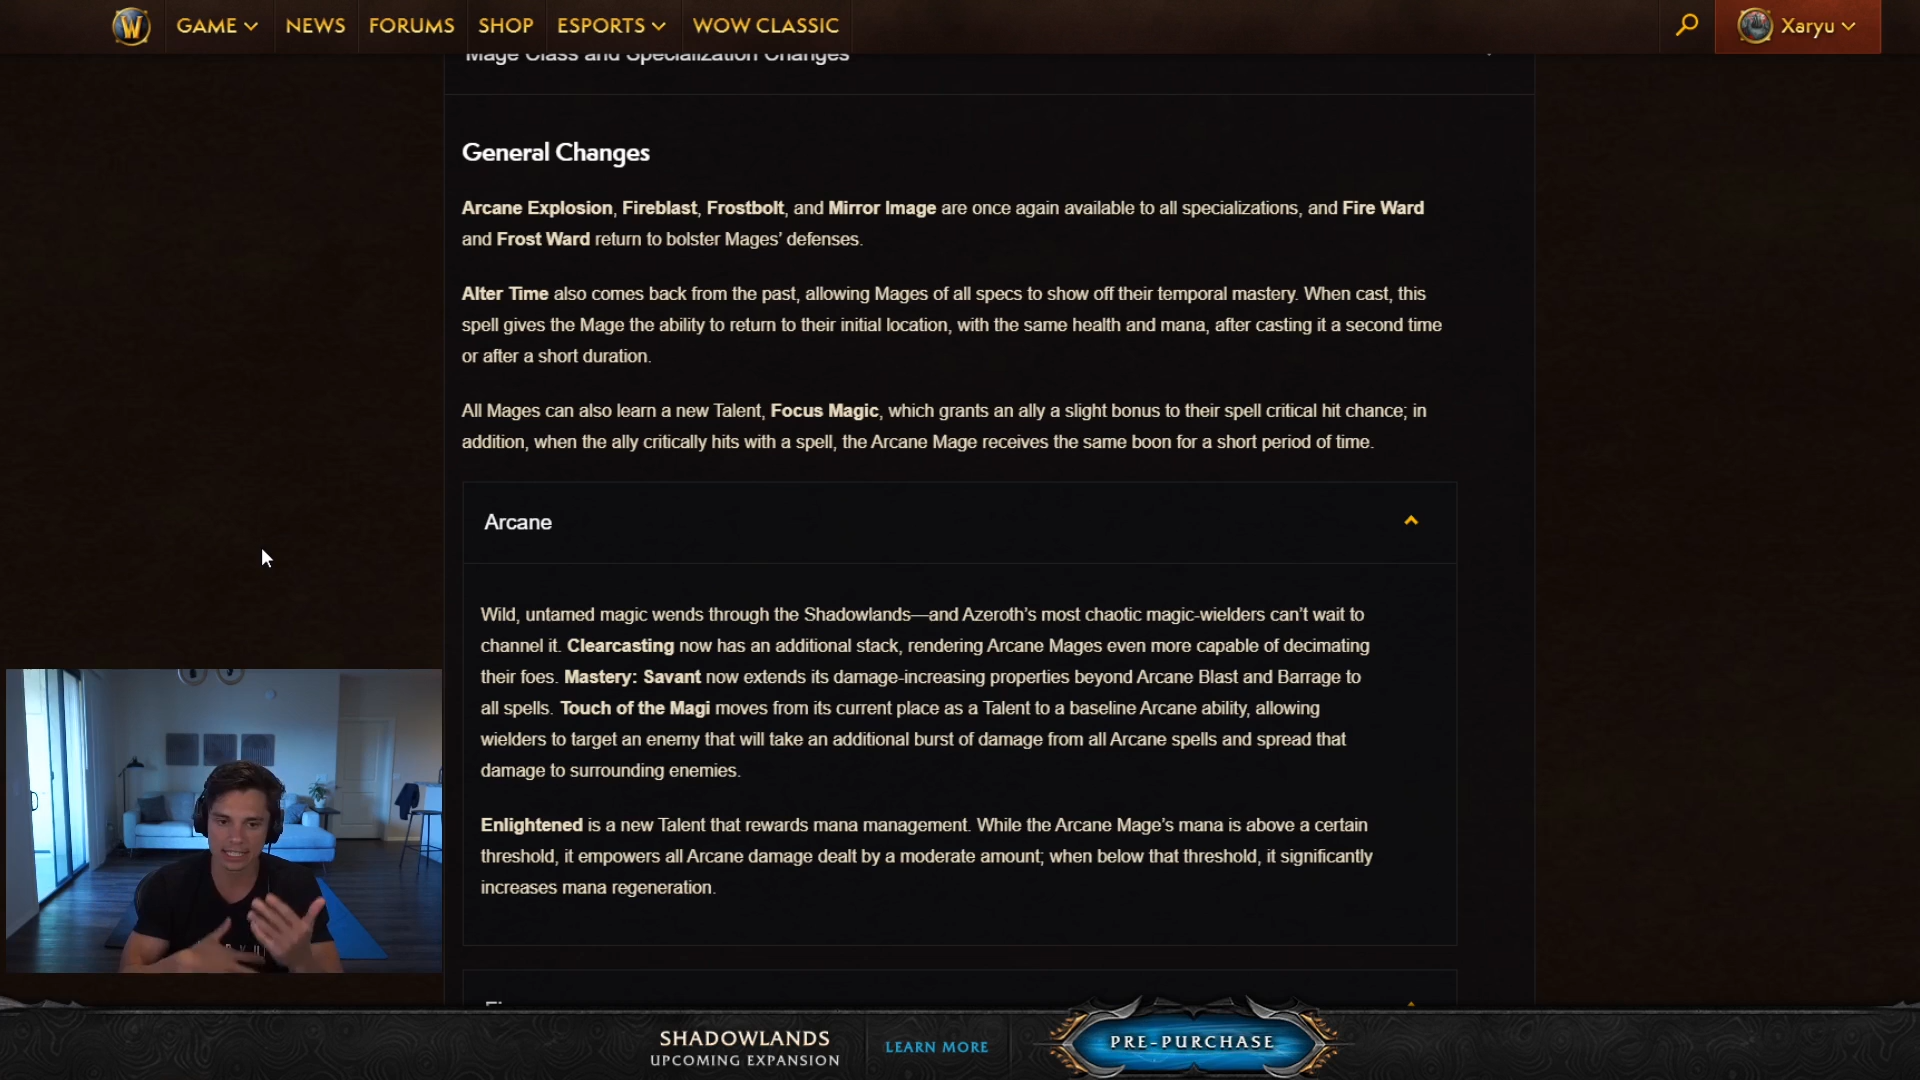 GAME NEWS FORUMS SHOP ESPORTS WOW CLASSIC Xaryu
Mage Class and Specialization Changes
General Changes
Arcane Explosion, Fireblast, Frostbolt, and Mirror Image are once again available to all specializations, and Fire Ward
and Frost Ward return to bolster Mages’ defenses.
Alter Time also comes back from the past, allowing Mages of all specs to show off their temporal mastery. When cast, this
spell gives the Mage the ability to return to their initial location, with the same health and mana, after casting it a second time
or after a short duration.
All Mages can also learn a new Talent, Focus Magic, which grants an ally a slight bonus to their spell critical hit chance; in
addition, when the ally critically hits with a spell, the Arcane Mage receives the same boon for a short period of time.
Arcane
Wild, untamed magic wends through the Shadowlands—and Azeroth’s most chaotic magic-wielders can’t wait to
channel it. Clearcasting now has an additional stack, rendering Arcane Mages even more capable of decimating
their foes. Mastery: Savant now extends its damage-increasing properties beyond Arcane Blast and Barrage to
all spells. Touch of the Magi moves from its current place as a Talent to a baseline Arcane ability, allowing
wielders to target an enemy that will take an additional burst of damage from all Arcane spells and spread that
damage to surrounding enemies.
Enlightened is a new Talent that rewards mana management. While the Arcane Mage’s mana is above a certain
threshold, it empowers all Arcane damage dealt by a moderate amount; when below that threshold, it significantly
increases mana regeneration.
SHADOWLANDS
UPCOMING EXPANSION
LEARN MORE
PRE-PURCHASE